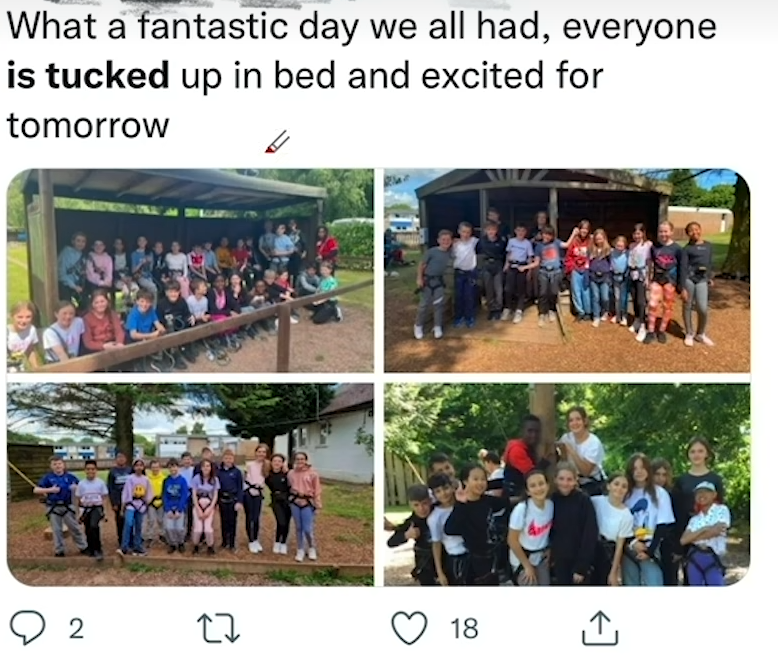 What a fantastic day we all had, everyone
is tucked up in bed and excited for
tomorrow
2
18